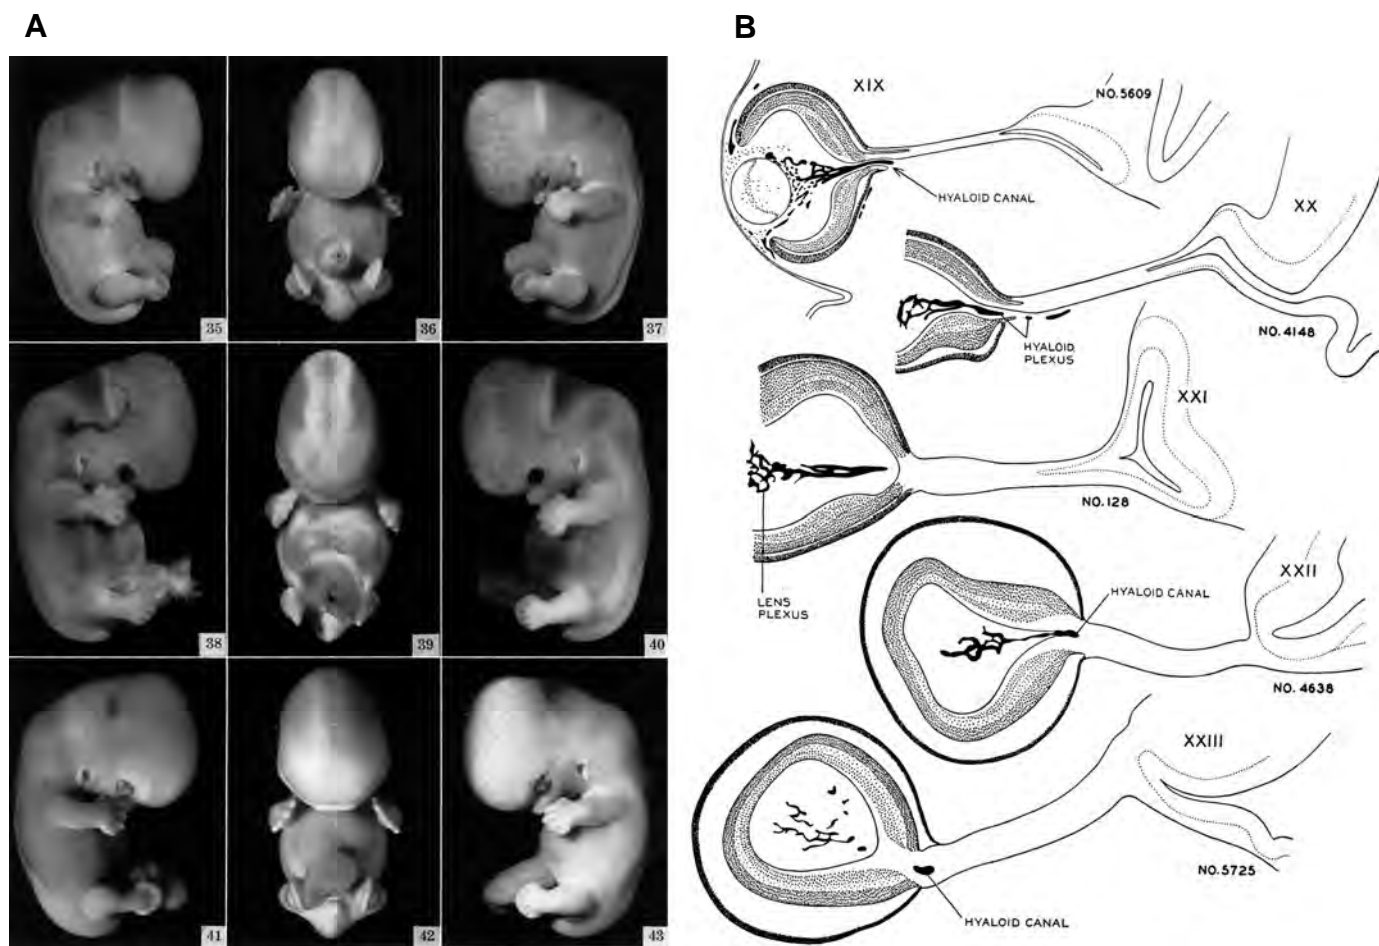 A
B
35
36
37
38
39
40
41
42
43
XIX
NO.5609
HYALOID CANAL
XX
NO.4148
HYALOID
PLEXUS
XXI
NO.128
LENS
PLEXUS
XXII
HYALOID CANAL
NO. 4638
XXIII
NO.5725
HYALOID CANAL